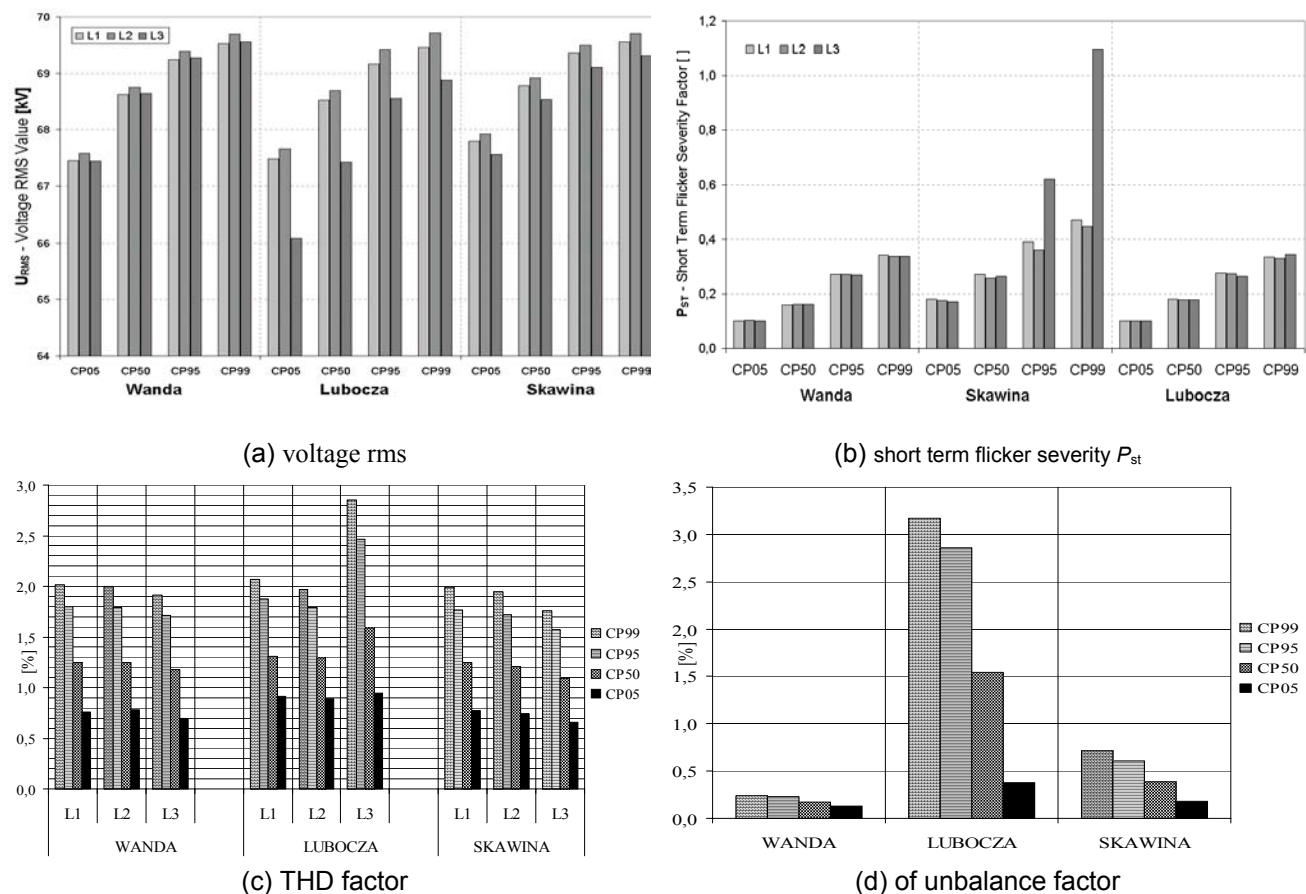 70
69
68
67
66
65
64
U_RMS - Voltage RMS Value [kV]
L1 L2 L3
CP05 CP50 CP95 CP99 CP05 CP50 CP95 CP99 CP05 CP50 CP95 CP99
Wanda Lubocza Skawina
(a) voltage rms
1,2
1,0
0,8
0,6
0,4
0,2
0,0
P_ST - Short Term Flicker Severity Factor [ ]
L1 L2 L3
CP05 CP50 CP95 CP99 CP05 CP50 CP95 CP99 CP05 CP50 CP95 CP99
Wanda Skawina Lubocza
(b) short term flicker severity P_st
3,0
2,5
2,0
1,5
1,0
0,5
0,0
[%]
L1 L2 L3 L1 L2 L3 L1 L2 L3
WANDA LUBOCZA SKAWINA
CP99
CP95
CP50
CP05
(c) THD factor
3,5
3,0
2,5
2,0
1,5
1,0
0,5
0,0
[%]
WANDA LUBOCZA SKAWINA
CP99
CP95
CP50
CP05
(d) of unbalance factor